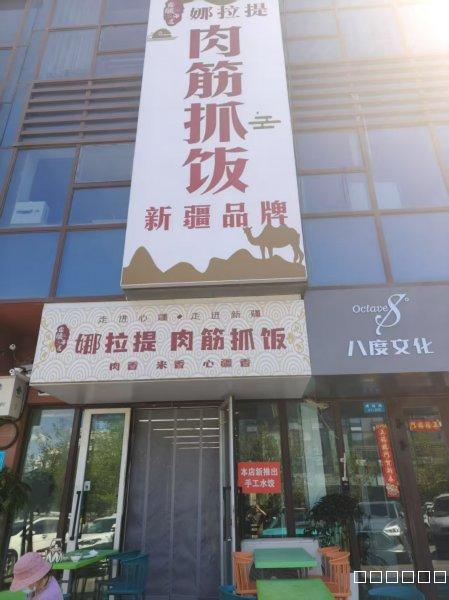 娜拉提
肉筋抓饭
新疆品牌
走进心疆 走进新疆
娜拉提 肉筋抓饭
肉香 米香 心疆香
Octave 8°
八度文化
本店新推出
手工水饺
□□□□□□